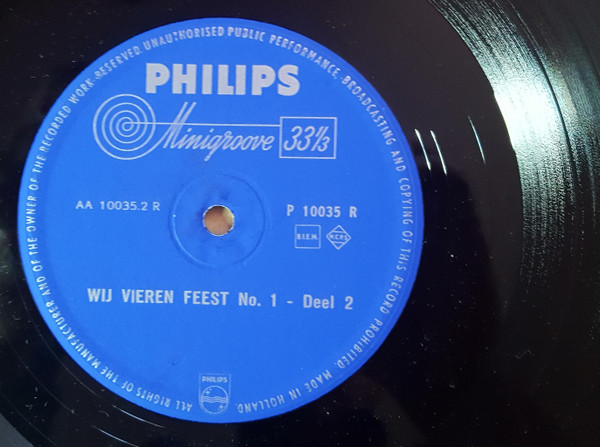 PHILIPS
Minigroove 33⅓
AA 10035.2 R
P 10035 R
B.I.E.M.
N.C.B.
WIJ VIEREN FEEST No. 1 - Deel 2
PHILIPS
ALL RIGHTS OF THE MANUFACTURER AND OF THE OWNER OF THE RECORDED WORK RESERVED. UNAUTHORISED PUBLIC PERFORMANCE, BROADCASTING AND COPYING OF THIS RECORD PROHIBITED. MADE IN HOLLAND.